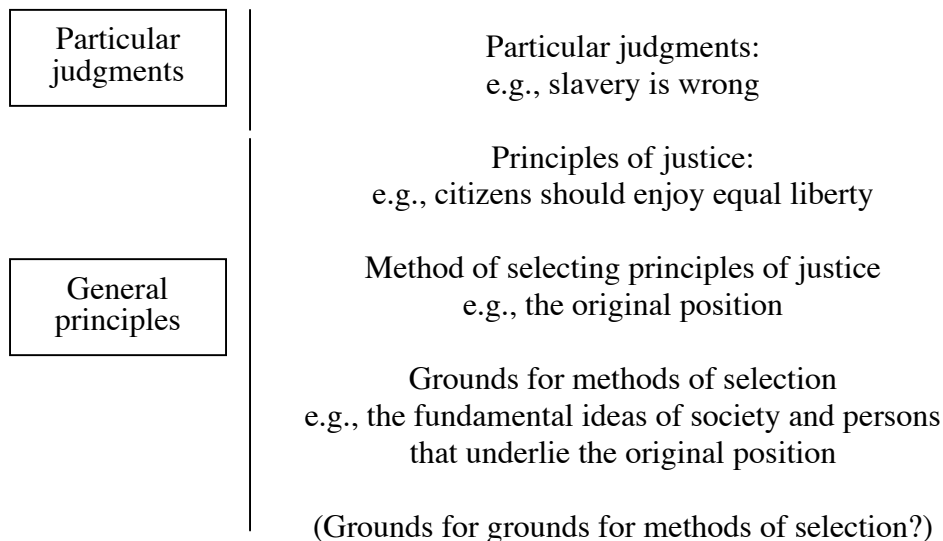 Particular
judgments
Particular judgments:
e.g., slavery is wrong
Principles of justice:
e.g., citizens should enjoy equal liberty
General
principles
Method of selecting principles of justice
e.g., the original position
Grounds for methods of selection
e.g., the fundamental ideas of society and persons
that underlie the original position
(Grounds for grounds for methods of selection?)